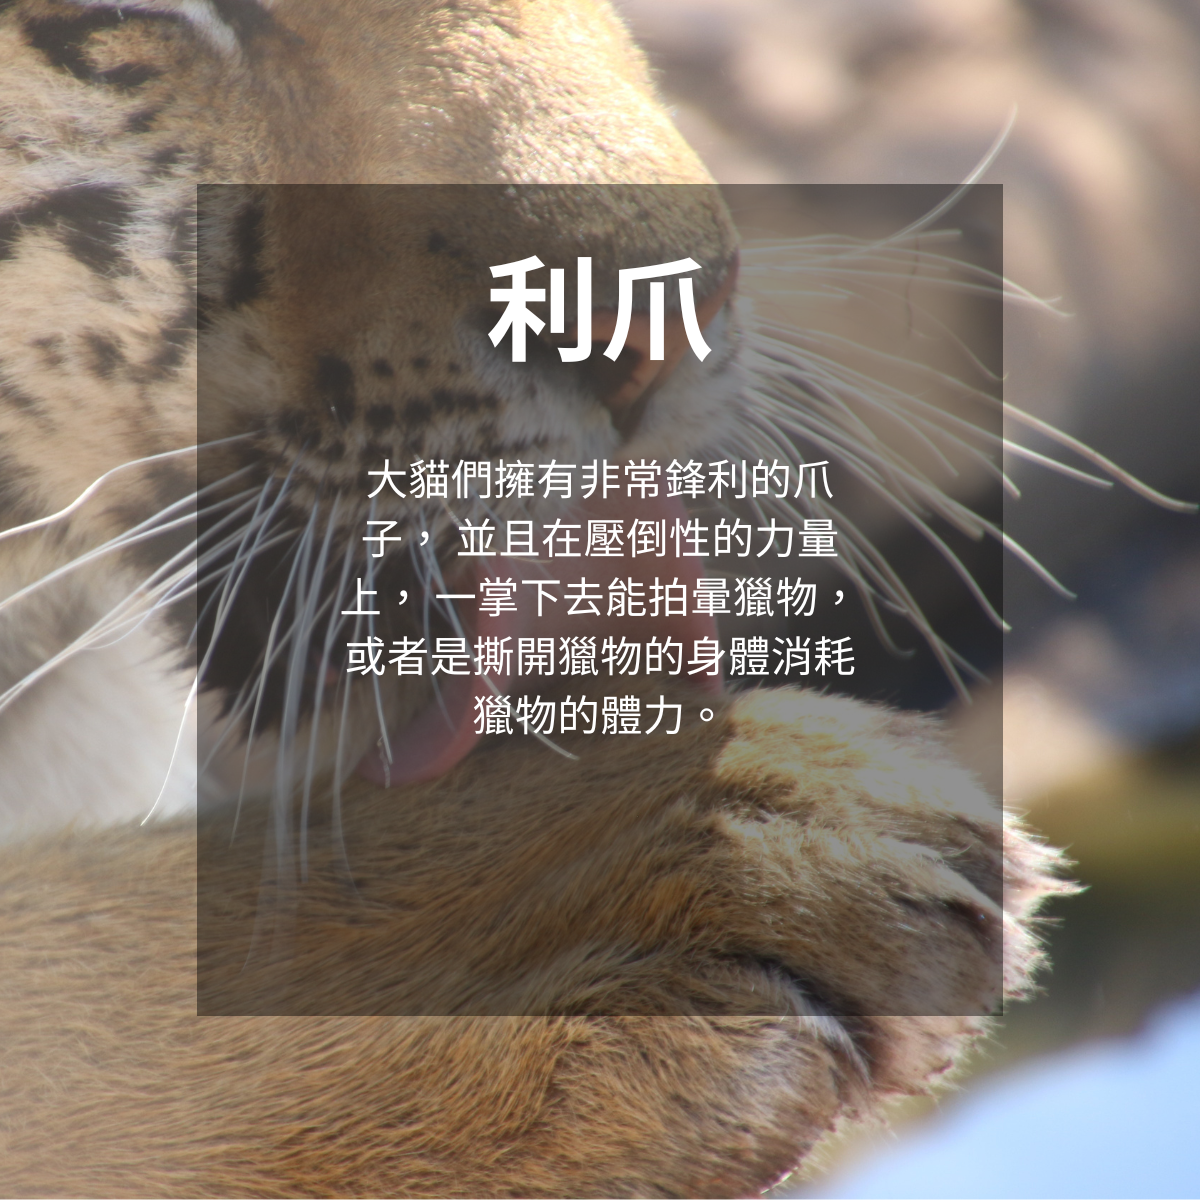 利爪
大貓們擁有非常鋒利的爪
子， 並且在壓倒性的力量
上， 一掌下去能拍暈獵物，
或者是撕開獵物的身體消耗
獵物的體力。